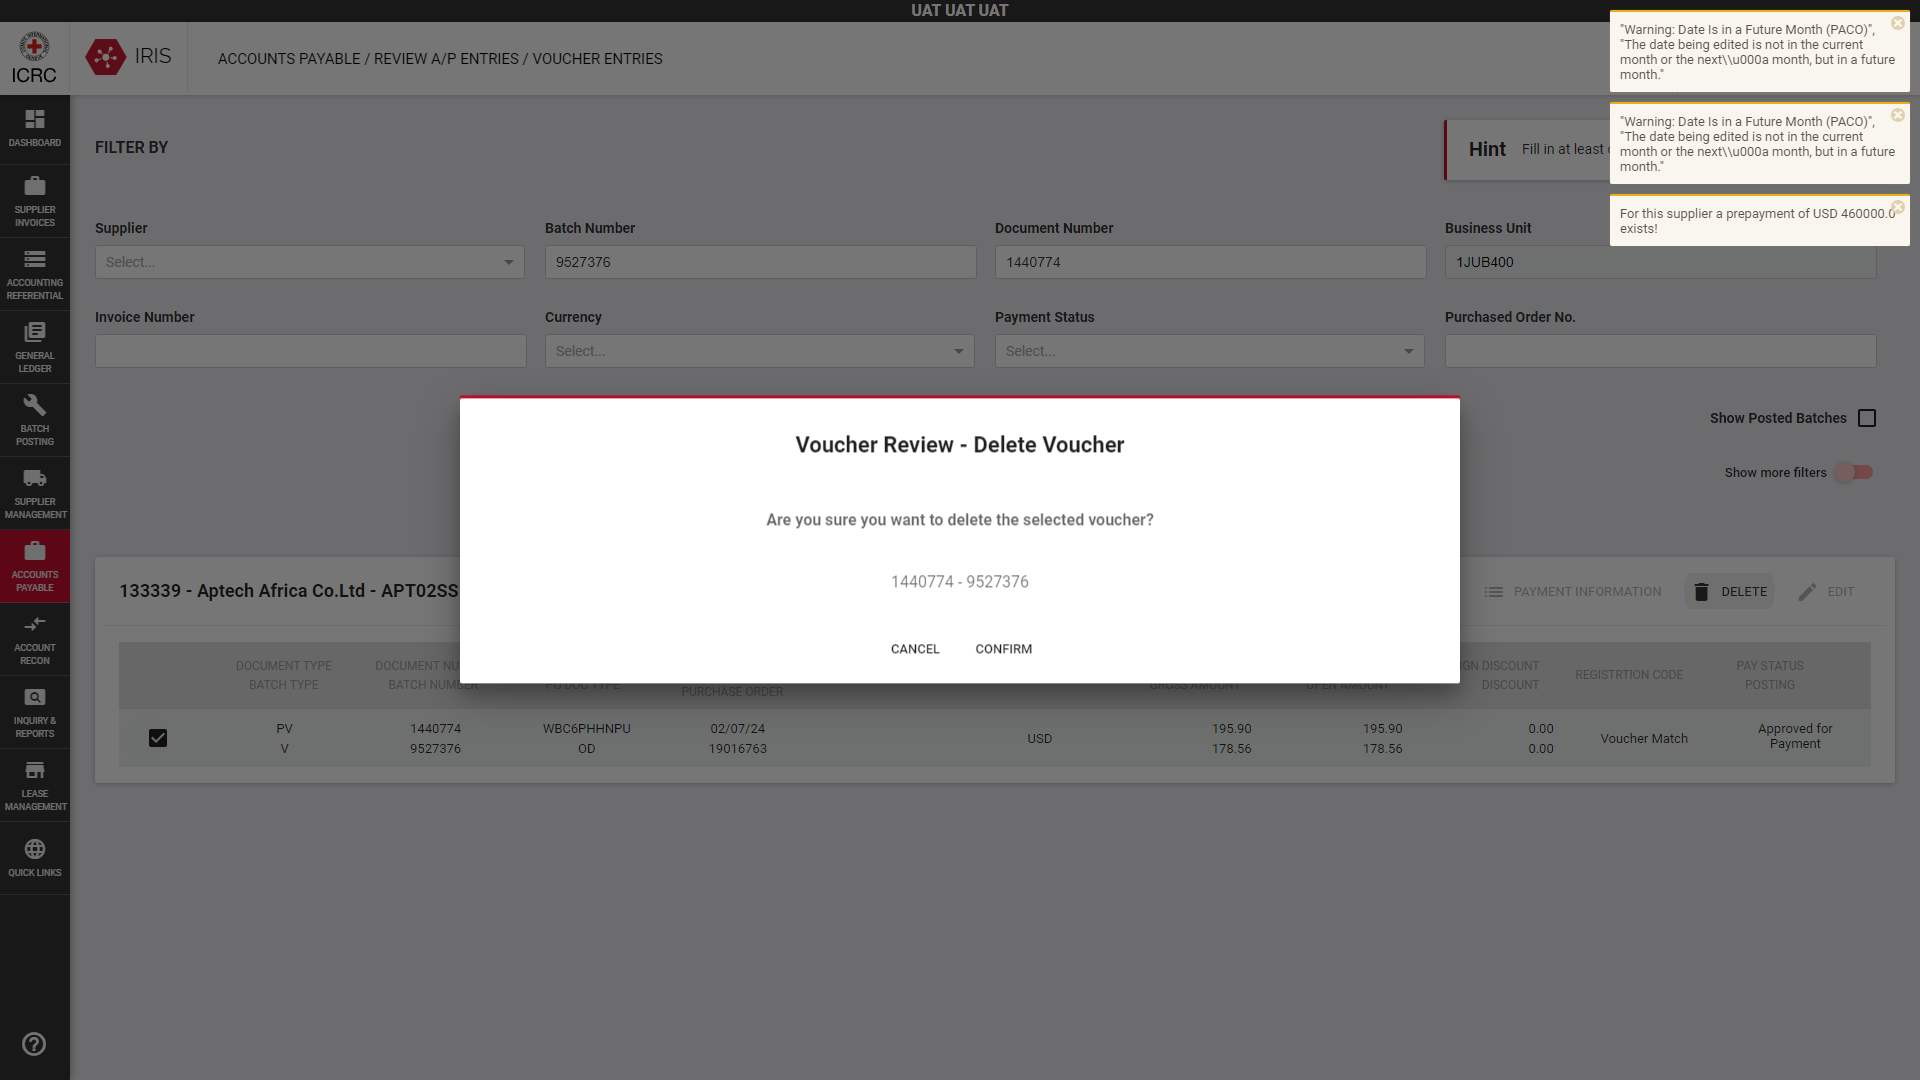 UAT UAT UAT
ICRC
IRIS
ACCOUNTS PAYABLE / REVIEW A/P ENTRIES / VOUCHER ENTRIES
"Warning: Date Is in a Future Month (PACO)",
"The date being edited is not in the current
month or the next\\u000a month, but in a future
month."
"Warning: Date Is in a Future Month (PACO)",
"The date being edited is not in the current
month or the next\\u000a month, but in a future
month."
For this supplier a prepayment of USD 460000.0
exists!
DASHBOARD
SUPPLIER
INVOICES
ACCOUNTING
REFERENTIAL
GENERAL
LEDGER
BATCH
POSTING
SUPPLIER
MANAGEMENT
ACCOUNTS
PAYABLE
ACCOUNT
RECON
INQUIRY &
REPORTS
LEASE
MANAGEMENT
QUICK LINKS
FILTER BY
Hint Fill in at least
Supplier Batch Number Document Number Business Unit
Select... 9527376 1440774 1JUB400
Invoice Number Currency Payment Status Purchased Order No.
Select... Select...
Show Posted Batches
Show more filters
Voucher Review - Delete Voucher
Are you sure you want to delete the selected voucher?
1440774 - 9527376
CANCEL CONFIRM
133339 - Aptech Africa Co.Ltd - APT02SS
PAYMENT INFORMATION DELETE EDIT
DOCUMENT TYPE DOCUMENT DISCOUNT REGISTRTION CODE PAY STATUS
BATCH TYPE BATCH NUMBER PO DOC TYPE PURCHASE ORDER GROSS AMOUNT OPEN AMOUNT DISCOUNT POSTING
PV 1440774 WBC6PHHNPU 02/07/24 USD 195.90 195.90 0.00 Voucher Match Approved for
V 9527376 OD 19016763 178.56 178.56 0.00 Payment